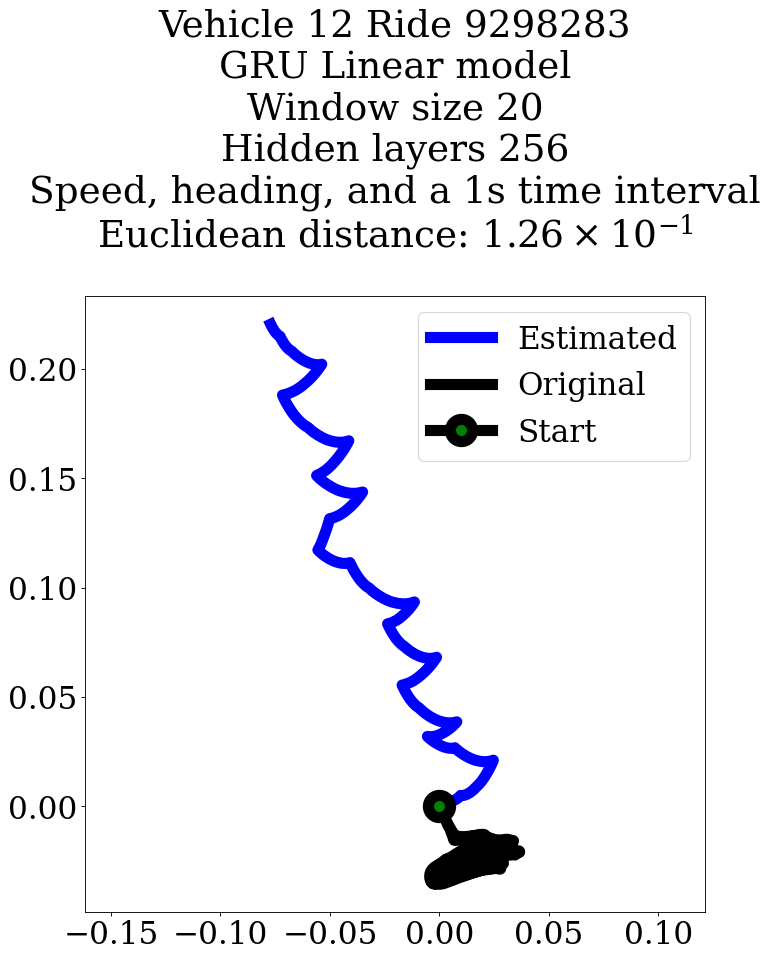 Vehicle 12 Ride 9298283
GRU Linear model
Window size 20
Hidden layers 256
Speed, heading, and a 1s time interval
Euclidean distance: 1.26 × 10⁻¹
Estimated
Original
Start
0.20
0.15
0.10
0.05
0.00
−0.15 −0.10 −0.05 0.00 0.05 0.10